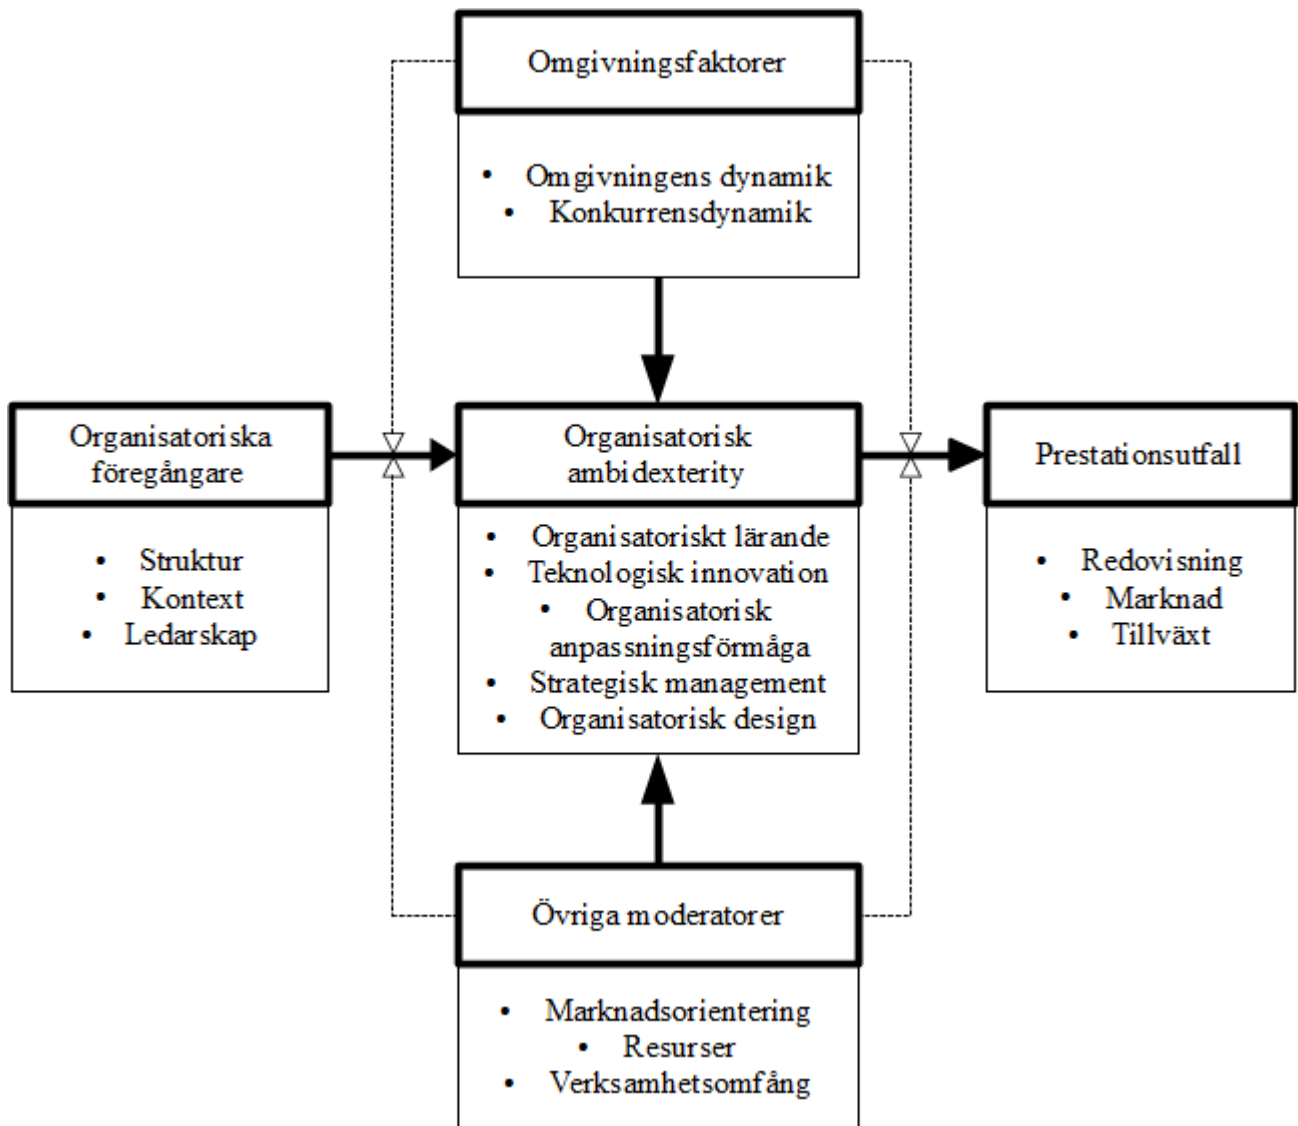 Omgivningsfaktorer
• Omgivningens dynamik
• Konkurrensdynamik
Organisatoriska
föregångare
• Struktur
• Kontext
• Ledarskap
Organisatorisk
ambidexterity
• Organisatoriskt lärande
• Teknologisk innovation
• Organisatorisk
anpassningsförmåga
• Strategisk management
• Organisatorisk design
Prestationsutfall
• Redovisning
• Marknad
• Tillväxt
Övriga moderatorer
• Marknadsorientering
• Resurser
• Verksamhetsomfång